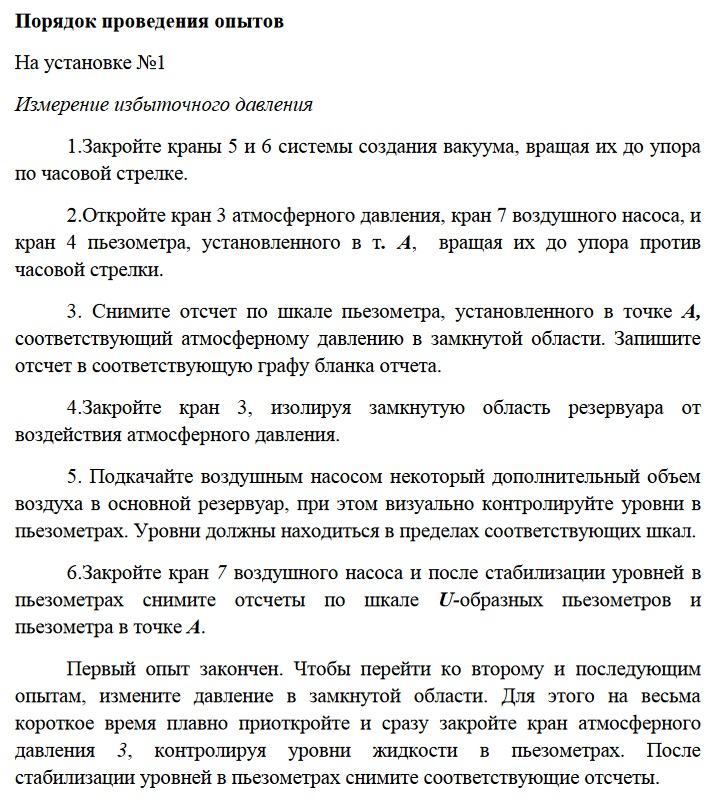 Порядок проведения опытов
На установке №1
Измерение избыточного давления
1.Закройте краны 5 и 6 системы создания вакуума, вращая их до упора
по часовой стрелке.
2.Откройте кран 3 атмосферного давления, кран 7 воздушного насоса, и
кран 4 пьезометра, установленного в т. А, вращая их до упора против
часовой стрелки.
3. Снимите отсчет по шкале пьезометра, установленного в точке А,
соответствующий атмосферному давлению в замкнутой области. Запишите
отсчет в соответствующую графу бланка отчета.
4.Закройте кран 3, изолируя замкнутую область резервуара от
воздействия атмосферного давления.
5. Подкачайте воздушным насосом некоторый дополнительный объем
воздуха в основной резервуар, при этом визуально контролируйте уровни в
пьезометрах. Уровни должны находиться в пределах соответствующих шкал.
6.Закройте кран 7 воздушного насоса и после стабилизации уровней в
пьезометрах снимите отсчеты по шкале U-образных пьезометров и
пьезометра в точке А.
Первый опыт закончен. Чтобы перейти ко второму и последующим
опытам, измените давление в замкнутой области. Для этого на весьма
короткое время плавно приоткройте и сразу закройте кран атмосферного
давления 3, контролируя уровни жидкости в пьезометрах. После
стабилизации уровней в пьезометрах снимите соответствующие отсчеты.